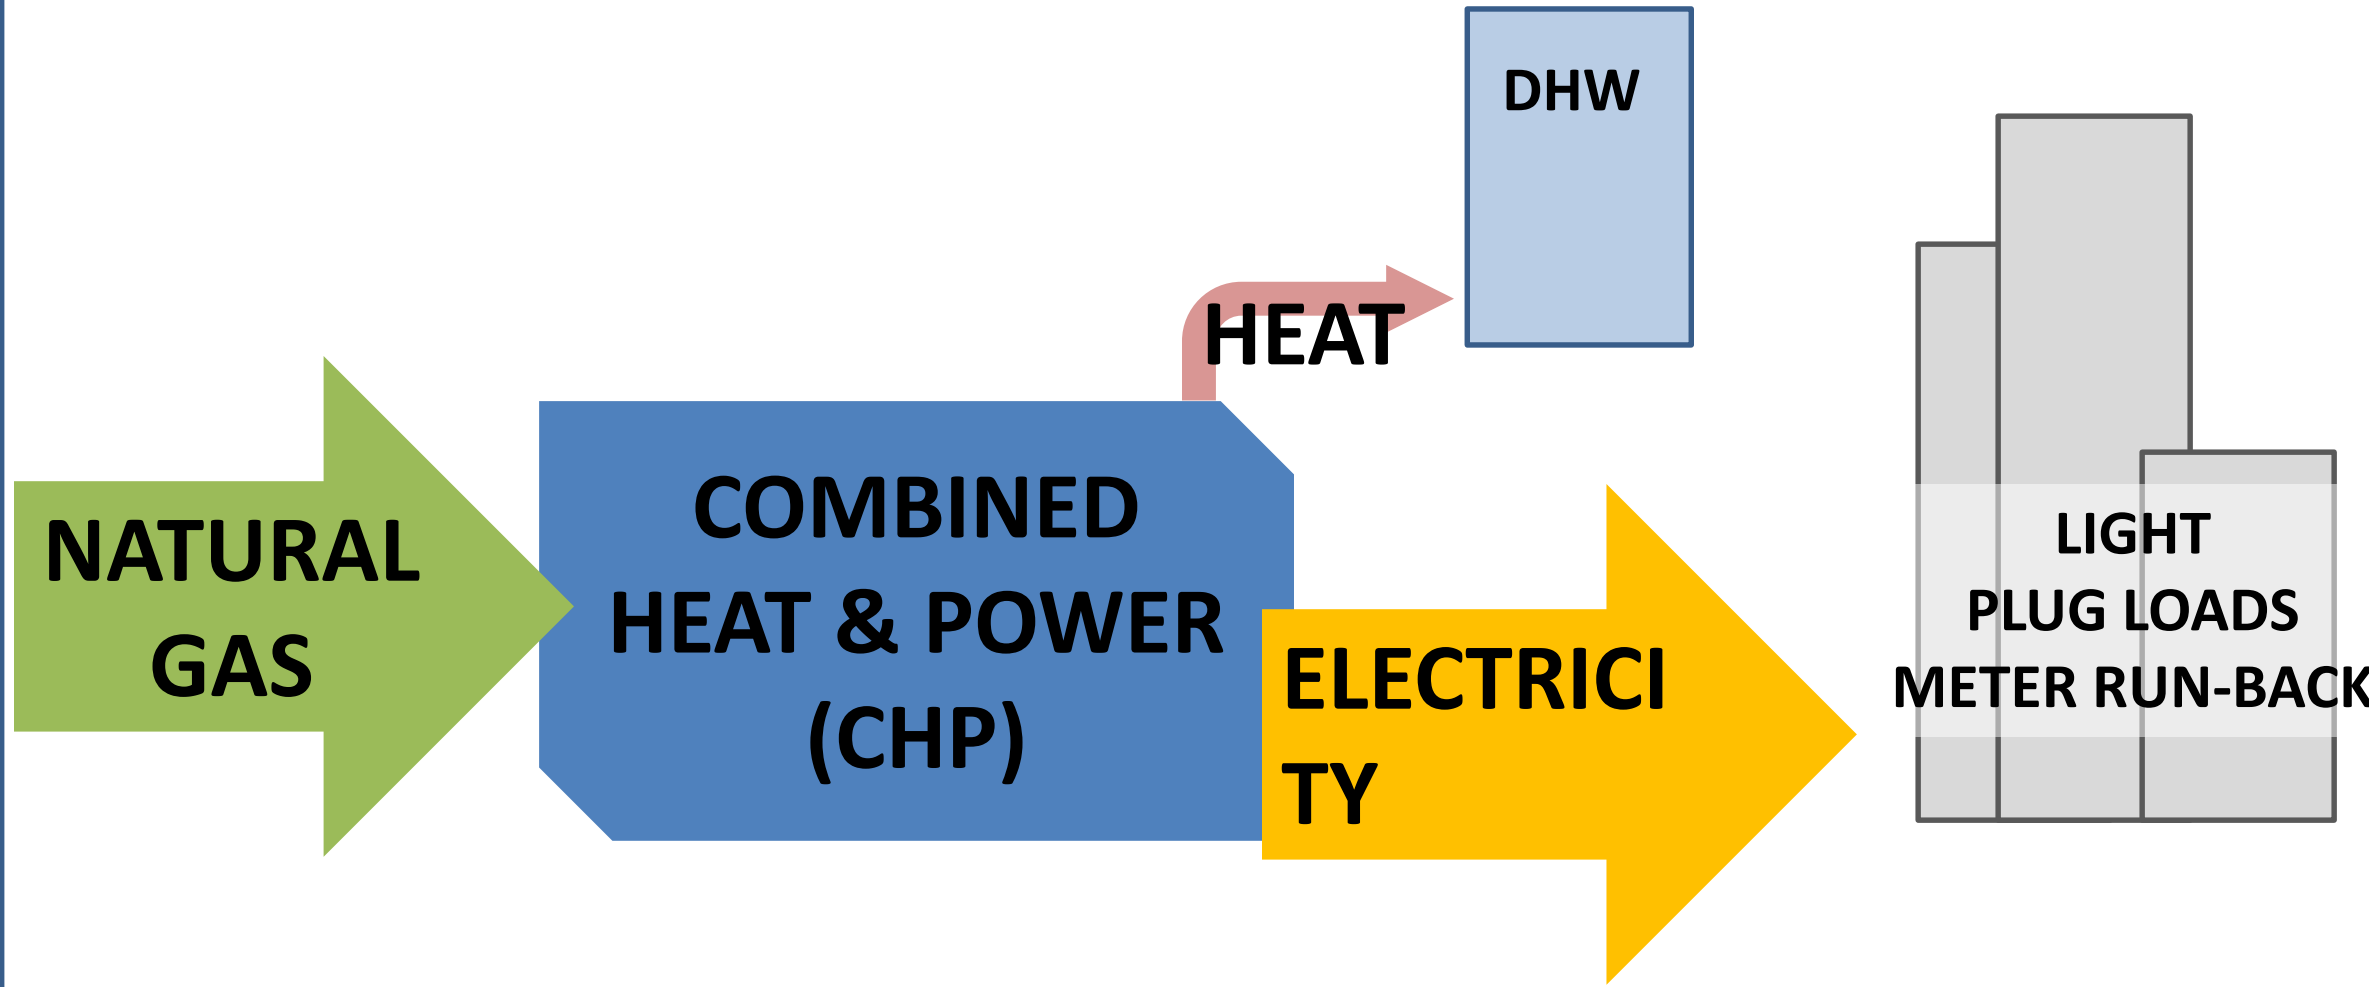 DHW
HEAT
NATURAL
GAS
COMBINED
HEAT & POWER
(CHP)
ELECTRICI
TY
LIGHT
PLUG LOADS
METER RUN-BACK